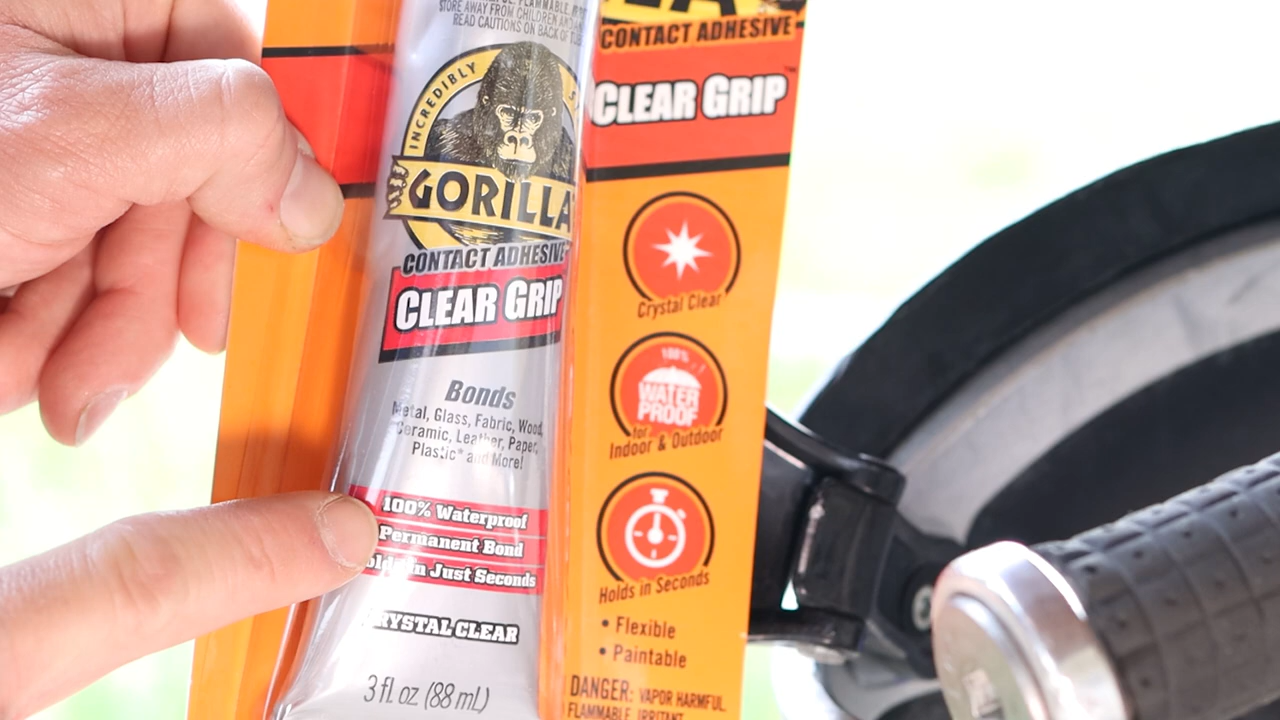 STORE AWAY FROM CHILDREN AND
READ CAUTIONS ON BACK OF
INCREDIBLY
GORILLA
CONTACT ADHESIVE
CLEAR GRIP
Bonds
Metal, Glass, Fabric, Wood,
Ceramic, Leather, Paper,
Plastic* and More!
100% Waterproof
Permanent Bond
in Just Seconds
CRYSTAL CLEAR
3 fl oz (88 mL)
CONTACT ADHESIVE
CLEAR GRIP™
Crystal Clear
100%
WATER
PROOF
for
Indoor & Outdoor
Holds in Seconds
• Flexible
• Paintable
DANGER: VAPOR HARMFUL.
FLAMMABLE. IRRITANT.